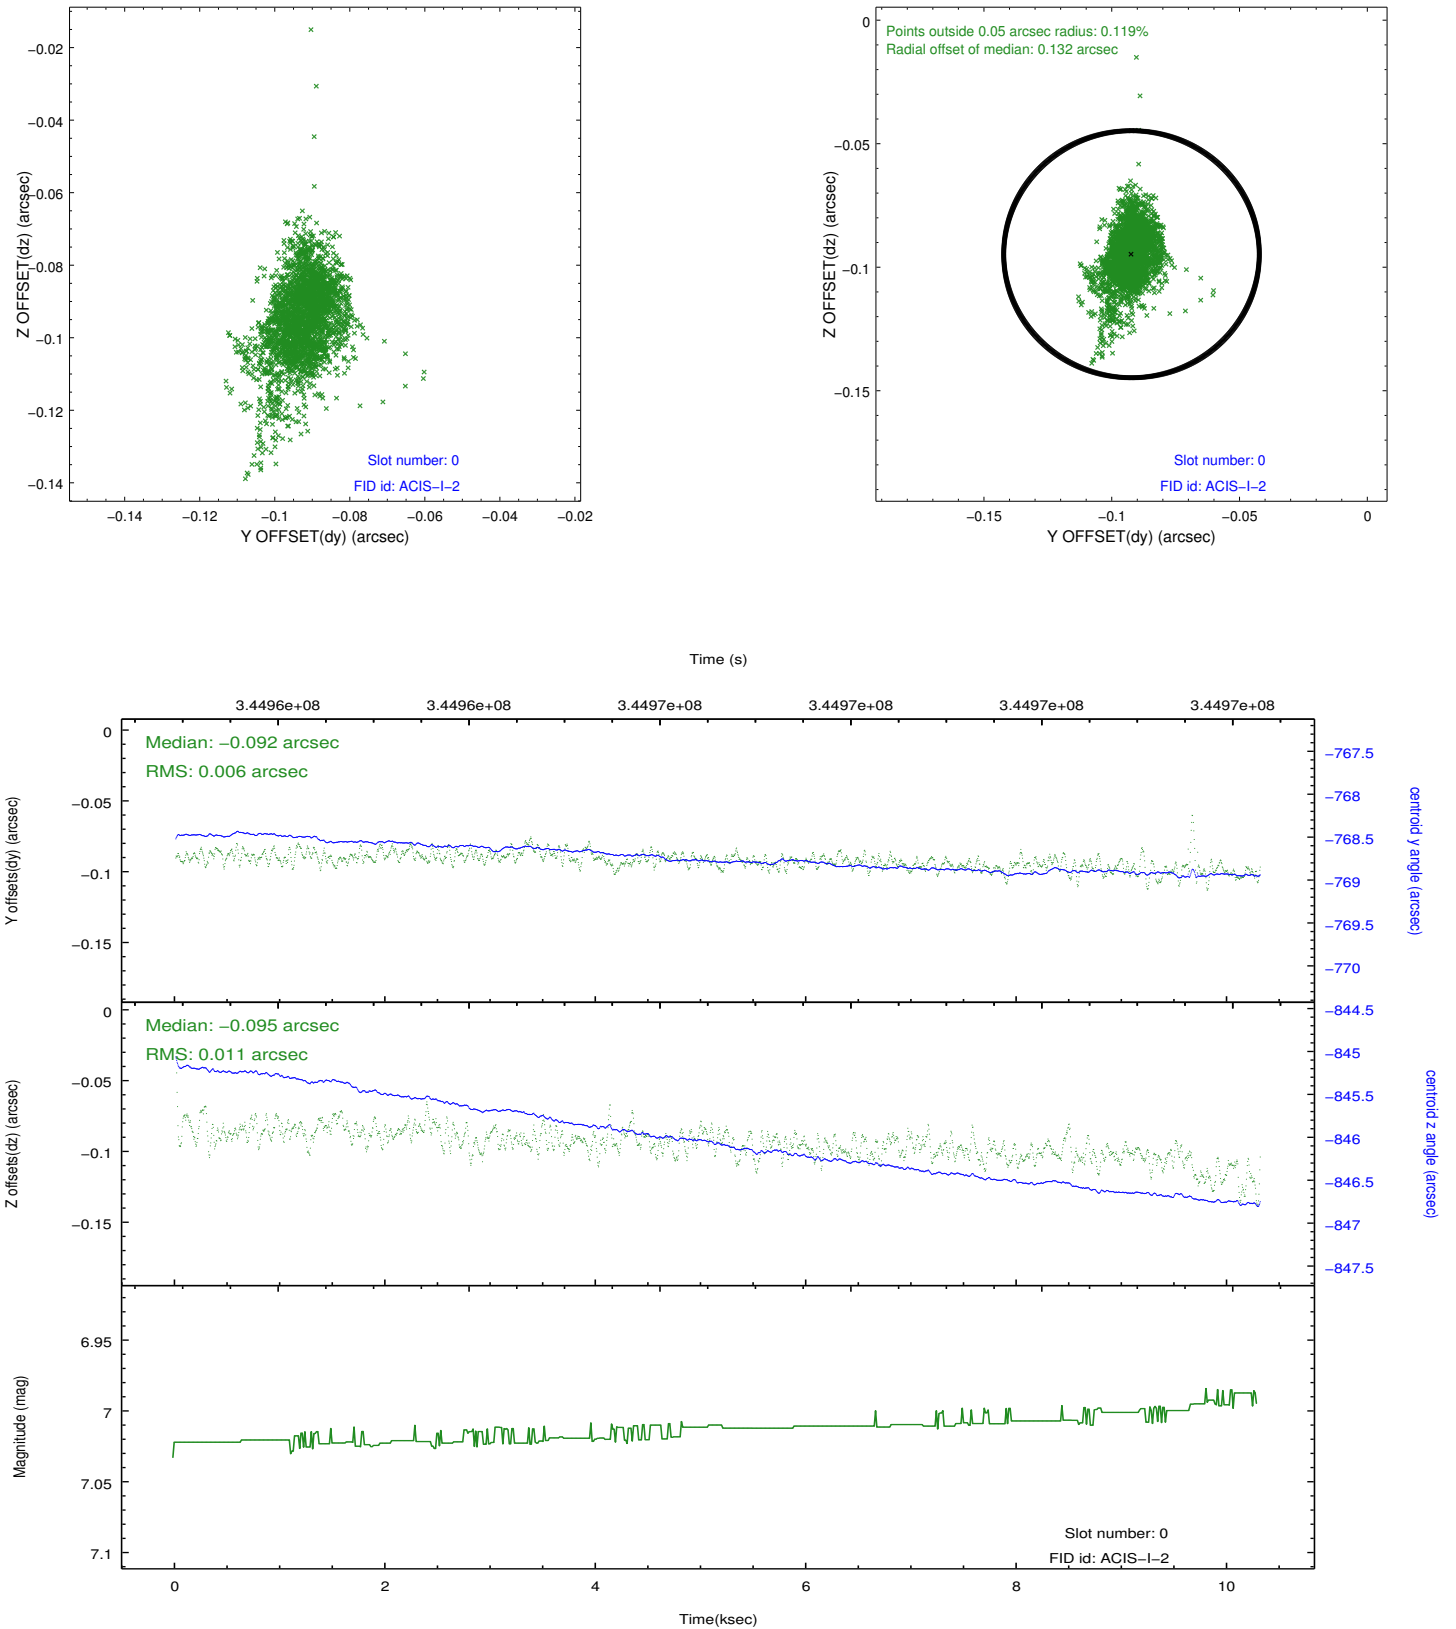 −0.02
−0.04
−0.06
−0.08
−0.1
−0.12
−0.14
Z OFFSET(dz) (arcsec)
Slot number: 0
FID id: ACIS−I−2
−0.14 −0.12 −0.1 −0.08 −0.06 −0.04 −0.02
Y OFFSET(dy) (arcsec)
Points outside 0.05 arcsec radius: 0.119%
Radial offset of median: 0.132 arcsec
0
−0.05
−0.1
−0.15
Z OFFSET(dz) (arcsec)
Slot number: 0
FID id: ACIS−I−2
−0.15 −0.1 −0.05 0
Y OFFSET(dy) (arcsec)
Time (s)
3.4496e+08 3.4496e+08 3.4497e+08 3.4497e+08 3.4497e+08 3.4497e+08
Median: −0.092 arcsec
RMS: 0.006 arcsec
0
−0.05
−0.1
−0.15
Y offsets(dy) (arcsec)
−767.5
−768
−768.5
−769
−769.5
−770
centroid y angle (arcsec)
Median: −0.095 arcsec
RMS: 0.011 arcsec
0
−0.05
−0.1
−0.15
Z offsets(dz) (arcsec)
−844.5
−845
−845.5
−846
−846.5
−847
−847.5
centroid z angle (arcsec)
6.95
7
7.05
7.1
Magnitude (mag)
Slot number: 0
FID id: ACIS−I−2
0 2 4 6 8 10
Time(ksec)